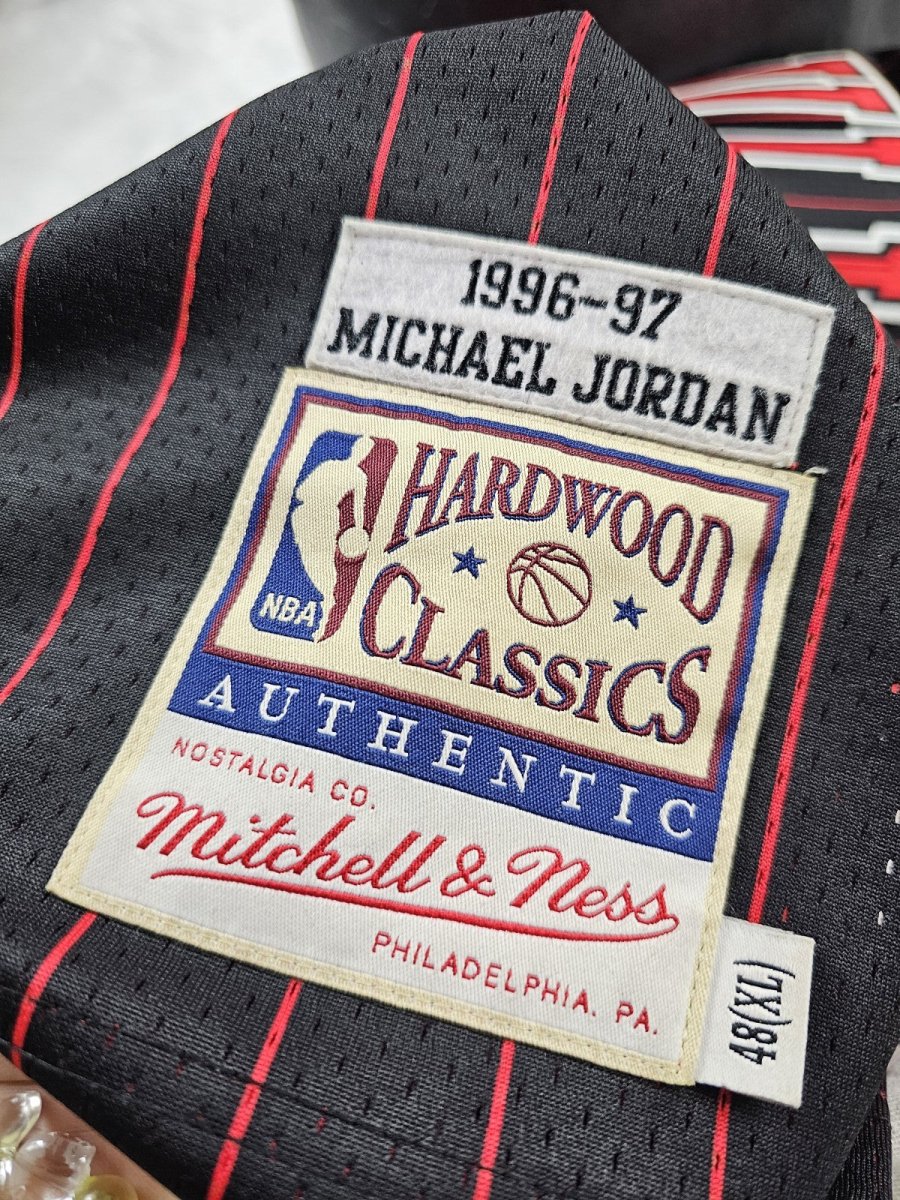 1996-97
MICHAEL JORDAN
NBA
HARDWOOD
CLASSICS
AUTHENTIC
NOSTALGIA CO.
Mitchell & Ness
PHILADELPHIA. PA.
48(XL)